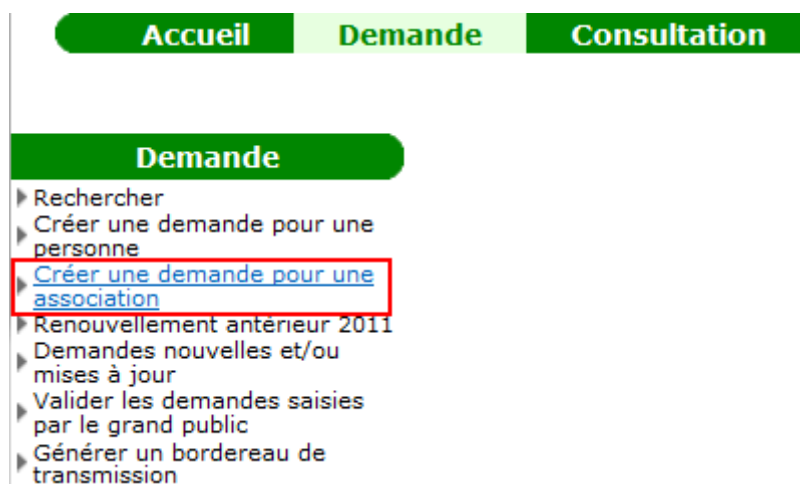 Accueil Demande Consultation
Demande
Rechercher
Créer une demande pour une
personne
Créer une demande pour une
association
Renouvellement antérieur 2011
Demandes nouvelles et/ou
mises à jour
Valider les demandes saisies
par le grand public
Générer un bordereau de
transmission